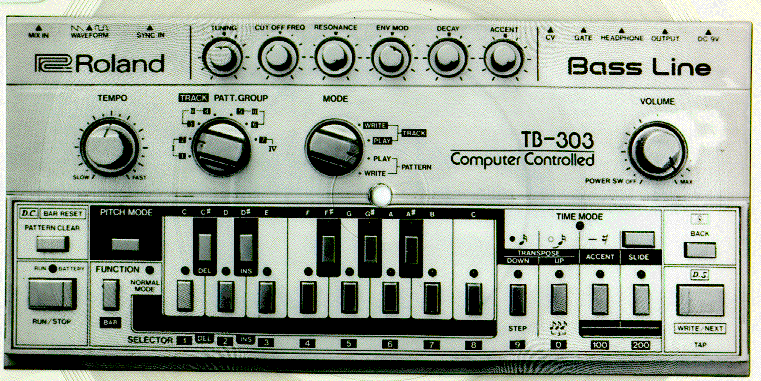 TUNING CUT OFF FREQ RESONANCE ENV MOD DECAY ACCENT
MIX IN WAVEFORM SYNC IN
CV GATE HEADPHONE OUTPUT DC 9V
Roland
Bass Line
TEMPO
TRACK PATT. GROUP
MODE
VOLUME
WRITE
PLAY
TRACK
PLAY
WRITE
PATTERN
IV
TB-303
Computer Controlled
SLOW FAST
POWER SW OFF MAX
D.C. BAR RESET
PATTERN CLEAR
PITCH MODE
C C# D D# E F F# G G# A A# B C
TIME MODE
BACK
DEL INS
TRANSPOSE
DOWN UP ACCENT SLIDE
RUN BATTERY
FUNCTION
NORMAL MODE
D.S.
RUN/STOP
BAR
STEP
WRITE/NEXT
TAP
SELECTOR 1 DEL 2 INS 3 4 5 6 7 8 9 0 100 200